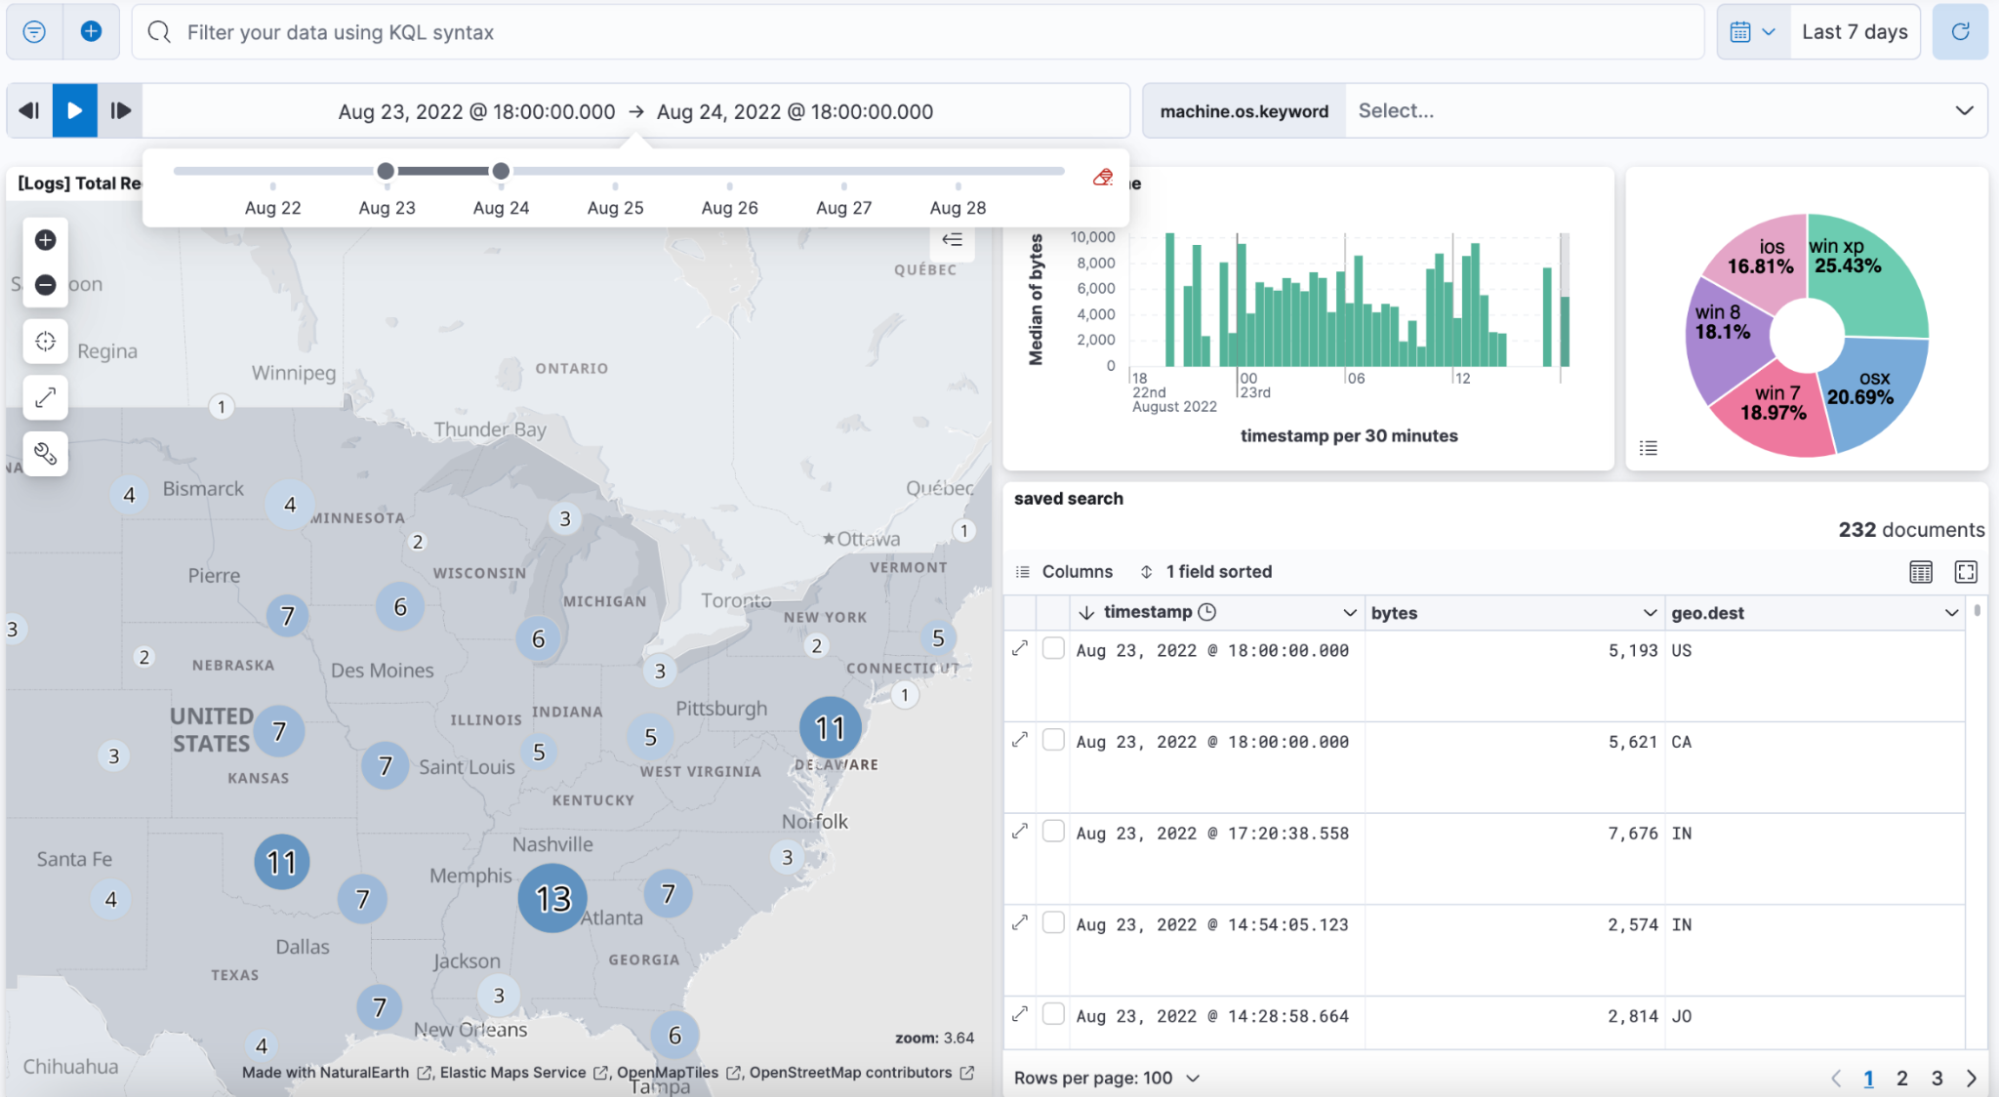 Filter your data using KQL syntax
Last 7 days
Aug 23, 2022 @ 18:00:00.000 → Aug 24, 2022 @ 18:00:00.000
machine.os.keyword Select...
Aug 22 Aug 23 Aug 24 Aug 25 Aug 26 Aug 27 Aug 28
[Logs] Total Re
oon
Regina
Winnipeg
ONTARIO
QUÉBEC
1
Thunder Bay
4
Bismarck
4
MINNESOTA
2
3
Québec
Ottawa
1
VERMONT
Pierre
WISCONSIN
MICHIGAN
Toronto
NEW YORK
7
6
6
2
5
3
2
NEBRASKA
Des Moines
3
CONNECTICUT
1
UNITED
STATES
7
KANSAS
3
7
Saint Louis
ILLINOIS
INDIANA
5
5
Pittsburgh
WEST VIRGINIA
11
DELAWARE
KENTUCKY
Norfolk
3
Nashville
Santa Fe
4
11
7
Memphis
13
Atlanta
7
Dallas
TEXAS
Jackson
GEORGIA
7
3
New Orleans
6
4
Chihuahua
Tampa
zoom: 3.64
Made with NaturalEarth, Elastic Maps Service, OpenMapTiles, OpenStreetMap contributors
e
Median of bytes
10,000
8,000
6,000
4,000
2,000
0
18 00 06 12
22nd 23rd
August 2022
timestamp per 30 minutes
ios
16.81%
win xp
25.43%
win 8
18.1%
win 7
18.97%
osx
20.69%
saved search
232 documents
Columns 1 field sorted
timestamp bytes geo.dest
Aug 23, 2022 @ 18:00:00.000 5,193 US
Aug 23, 2022 @ 18:00:00.000 5,621 CA
Aug 23, 2022 @ 17:20:38.558 7,676 IN
Aug 23, 2022 @ 14:54:05.123 2,574 IN
Aug 23, 2022 @ 14:28:58.664 2,814 JO
Rows per page: 100
1 2 3